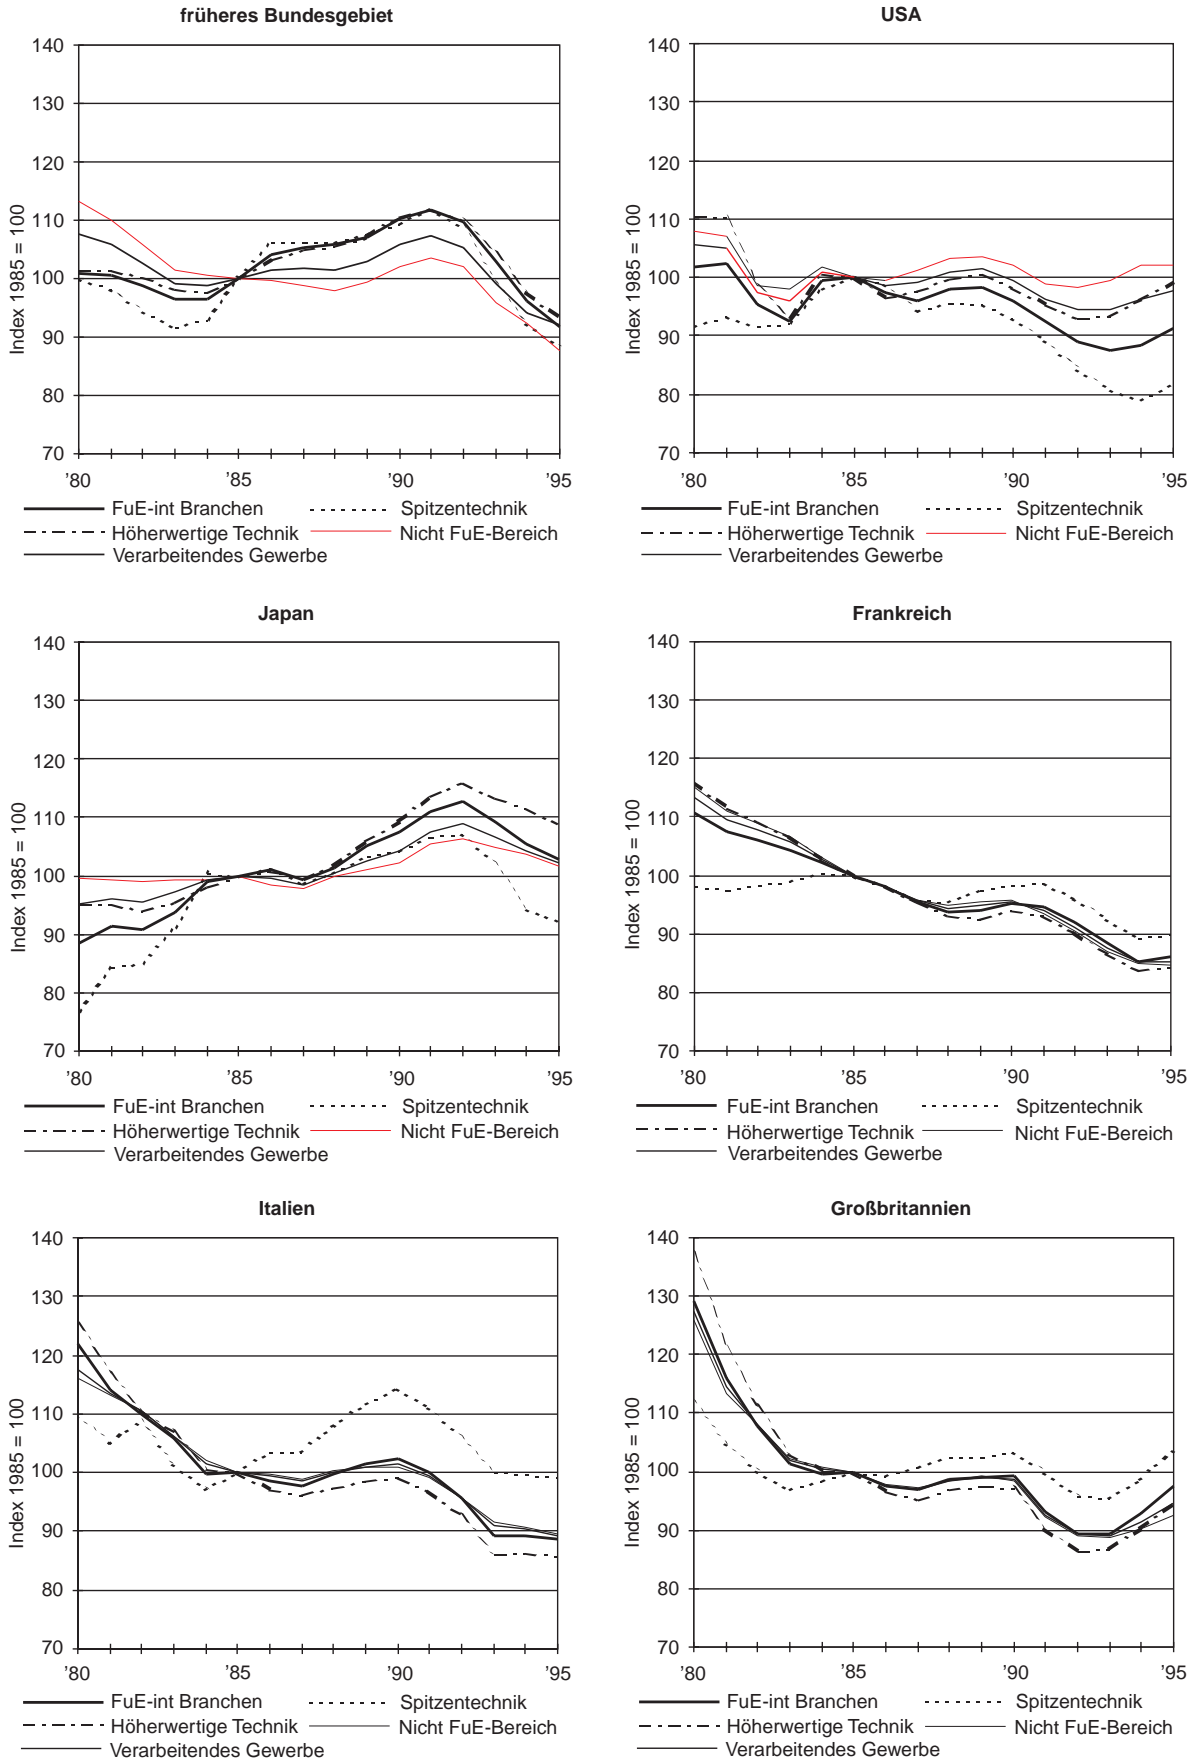 früheres Bundesgebiet
140
130
120
110
100
90
80
70
Index 1985 = 100
'80 '85 '90 '95
FuE-int Branchen Spitzentechnik
Höherwertige Technik Nicht FuE-Bereich
Verarbeitendes Gewerbe
USA
140
130
120
110
100
90
80
70
Index 1985 = 100
'80 '85 '90 '95
FuE-int Branchen Spitzentechnik
Höherwertige Technik Nicht FuE-Bereich
Verarbeitendes Gewerbe
Japan
140
130
120
110
100
90
80
70
Index 1985 = 100
'80 '85 '90 '95
FuE-int Branchen Spitzentechnik
Höherwertige Technik Nicht FuE-Bereich
Verarbeitendes Gewerbe
Frankreich
140
130
120
110
100
90
80
70
Index 1985 = 100
'80 '85 '90 '95
FuE-int Branchen Spitzentechnik
Höherwertige Technik Nicht FuE-Bereich
Verarbeitendes Gewerbe
Italien
140
130
120
110
100
90
80
70
Index 1985 = 100
'80 '85 '90 '95
FuE-int Branchen Spitzentechnik
Höherwertige Technik Nicht FuE-Bereich
Verarbeitendes Gewerbe
Großbritannien
140
130
120
110
100
90
80
70
Index 1985 = 100
'80 '85 '90 '95
FuE-int Branchen Spitzentechnik
Höherwertige Technik Nicht FuE-Bereich
Verarbeitendes Gewerbe